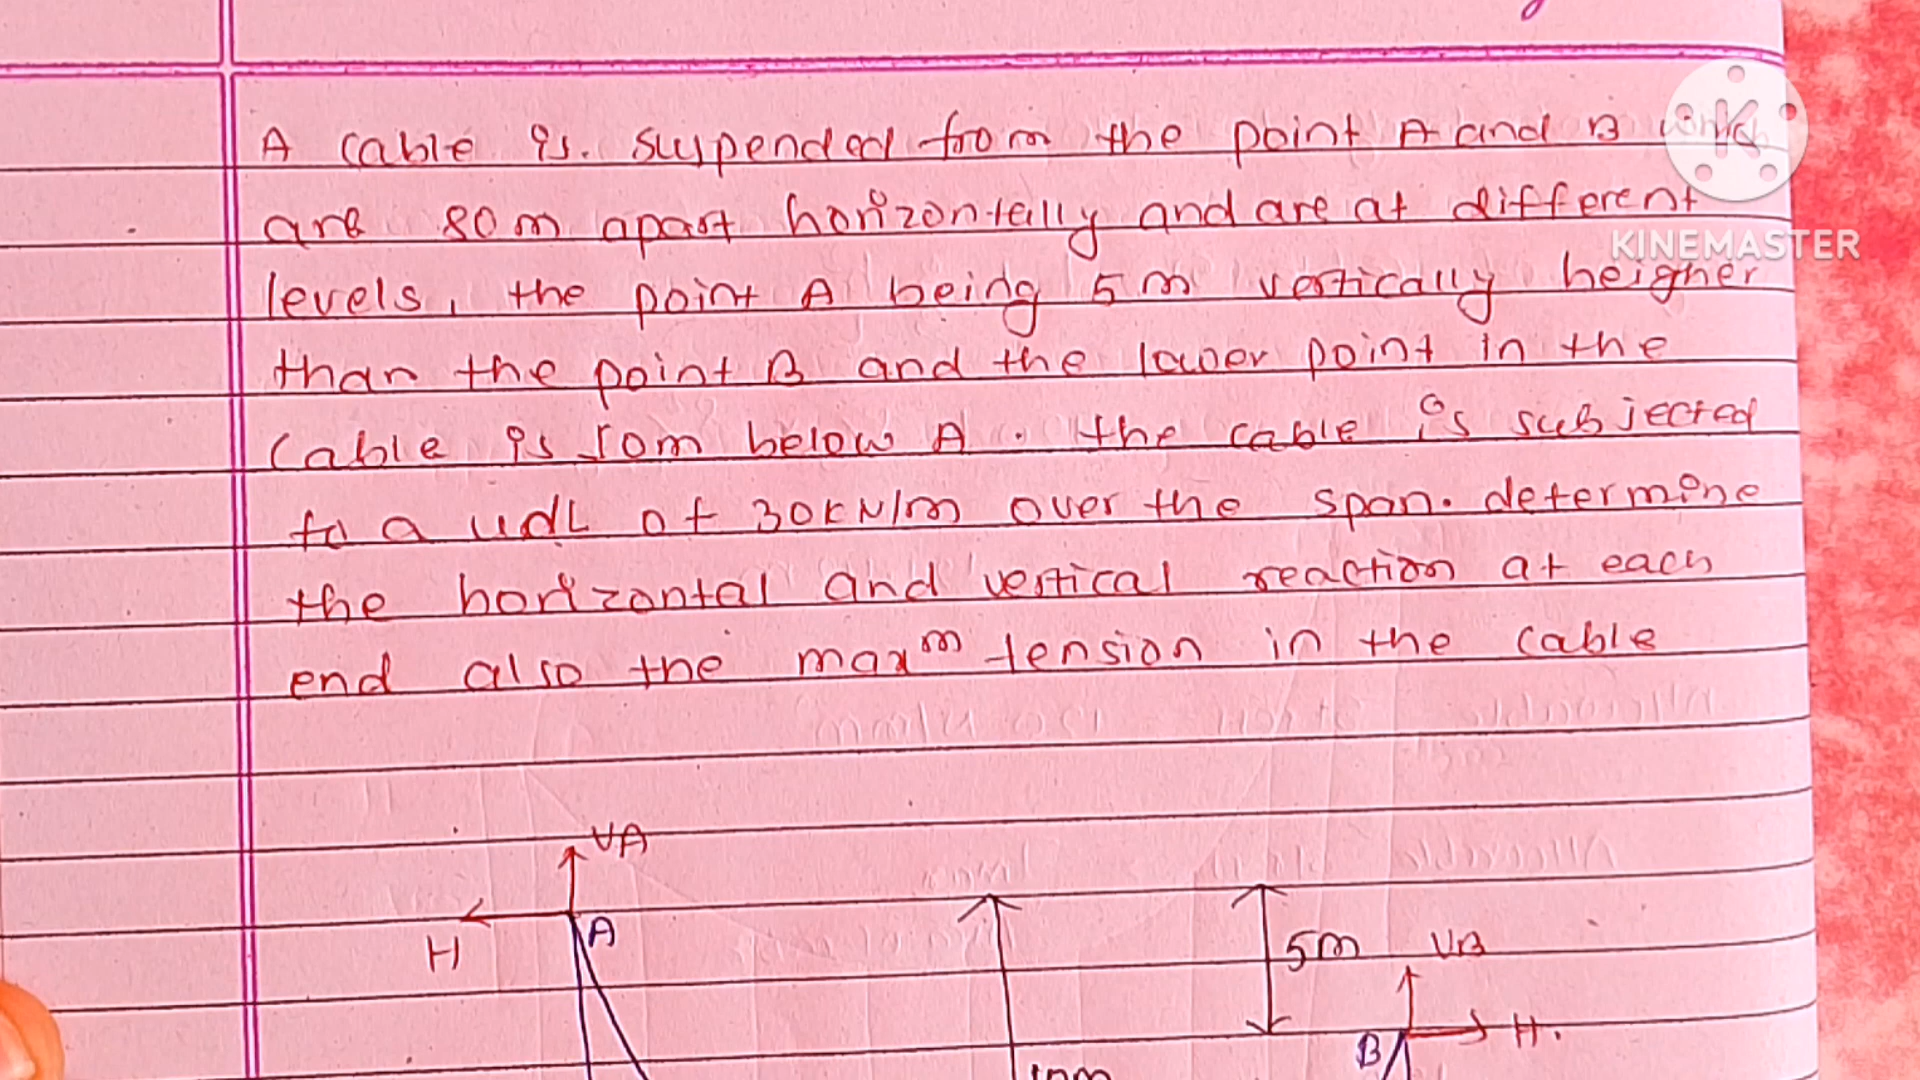 A cable is. suspended from the point A and B which
are 80m apart horizontally and are at different
KINEMASTER
levels, the point A being 5m vertically heigher
than the point B and the lower point in the
cable is 10m below A. the cable is subjected
to a udL of 30kN/m over the span. determine
the horizontal and vertical reaction at each
end also the maxm tension in the cable
VA
A
H
5m
VB
B
H.
10m